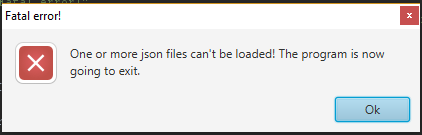 Fatal error!
One or more json files can't be loaded! The program is now
going to exit.
Ok